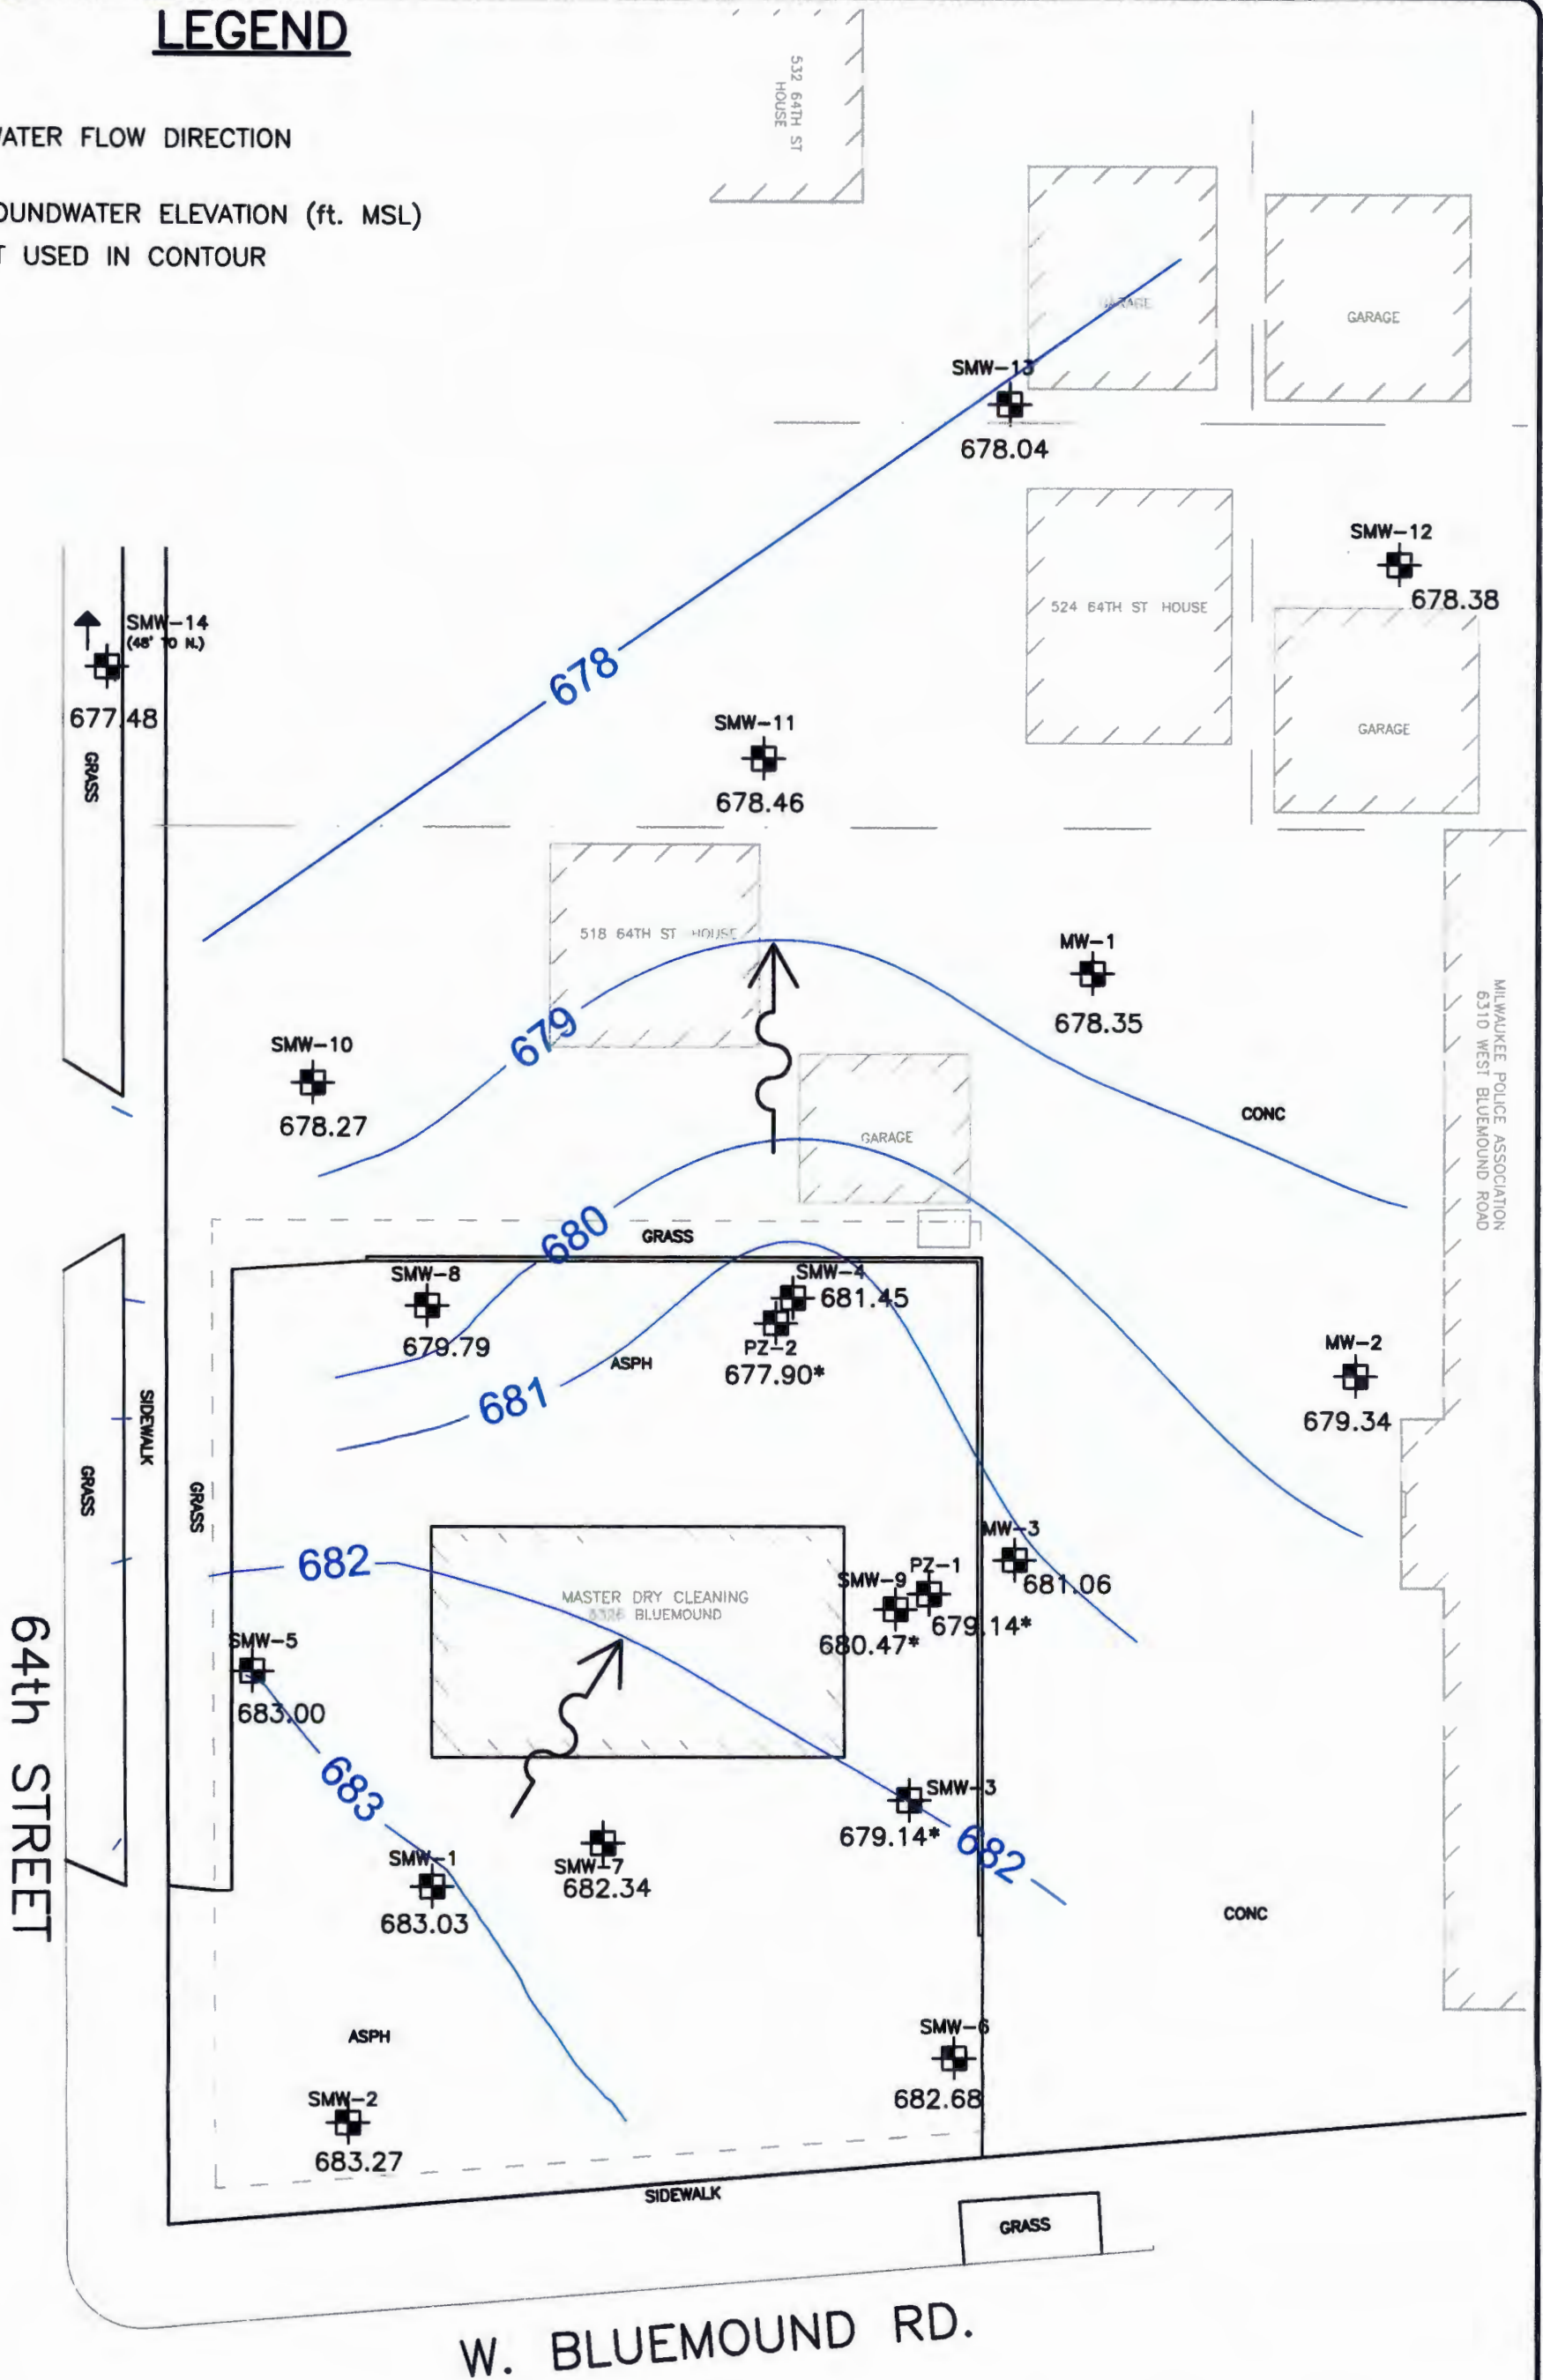 LEGEND
WATER FLOW DIRECTION
OUNDWATER ELEVATION (ft. MSL)
T USED IN CONTOUR
532 64TH ST
HOUSE
GARAGE
GARAGE
SMW-13
678.04
SMW-12
678.38
524 64TH ST HOUSE
SMW-14
(48' TO N.)
677.48
GRASS
678
SMW-11
678.46
GARAGE
518 64TH ST HOUSE
MW-1
678.35
MILWAUKEE POLICE ASSOCIATION
6310 WEST BLUEMOUND ROAD
679
SMW-10
678.27
CONC
GARAGE
680
GRASS
SMW-8
679.79
SMW-4
681.45
PZ-2
677.90*
ASPH
681
MW-2
679.34
SIDEWALK
GRASS
GRASS
682
MW-3
681.06
PZ-1
679.14*
SMW-9
680.47*
MASTER DRY CLEANING
BLUEMOUND
SMW-5
683.00
64th STREET
683
SMW-3
679.14*
682
SMW-7
682.34
SMW-1
683.03
CONC
ASPH
SMW-6
682.68
SMW-2
683.27
SIDEWALK
GRASS
W. BLUEMOUND RD.